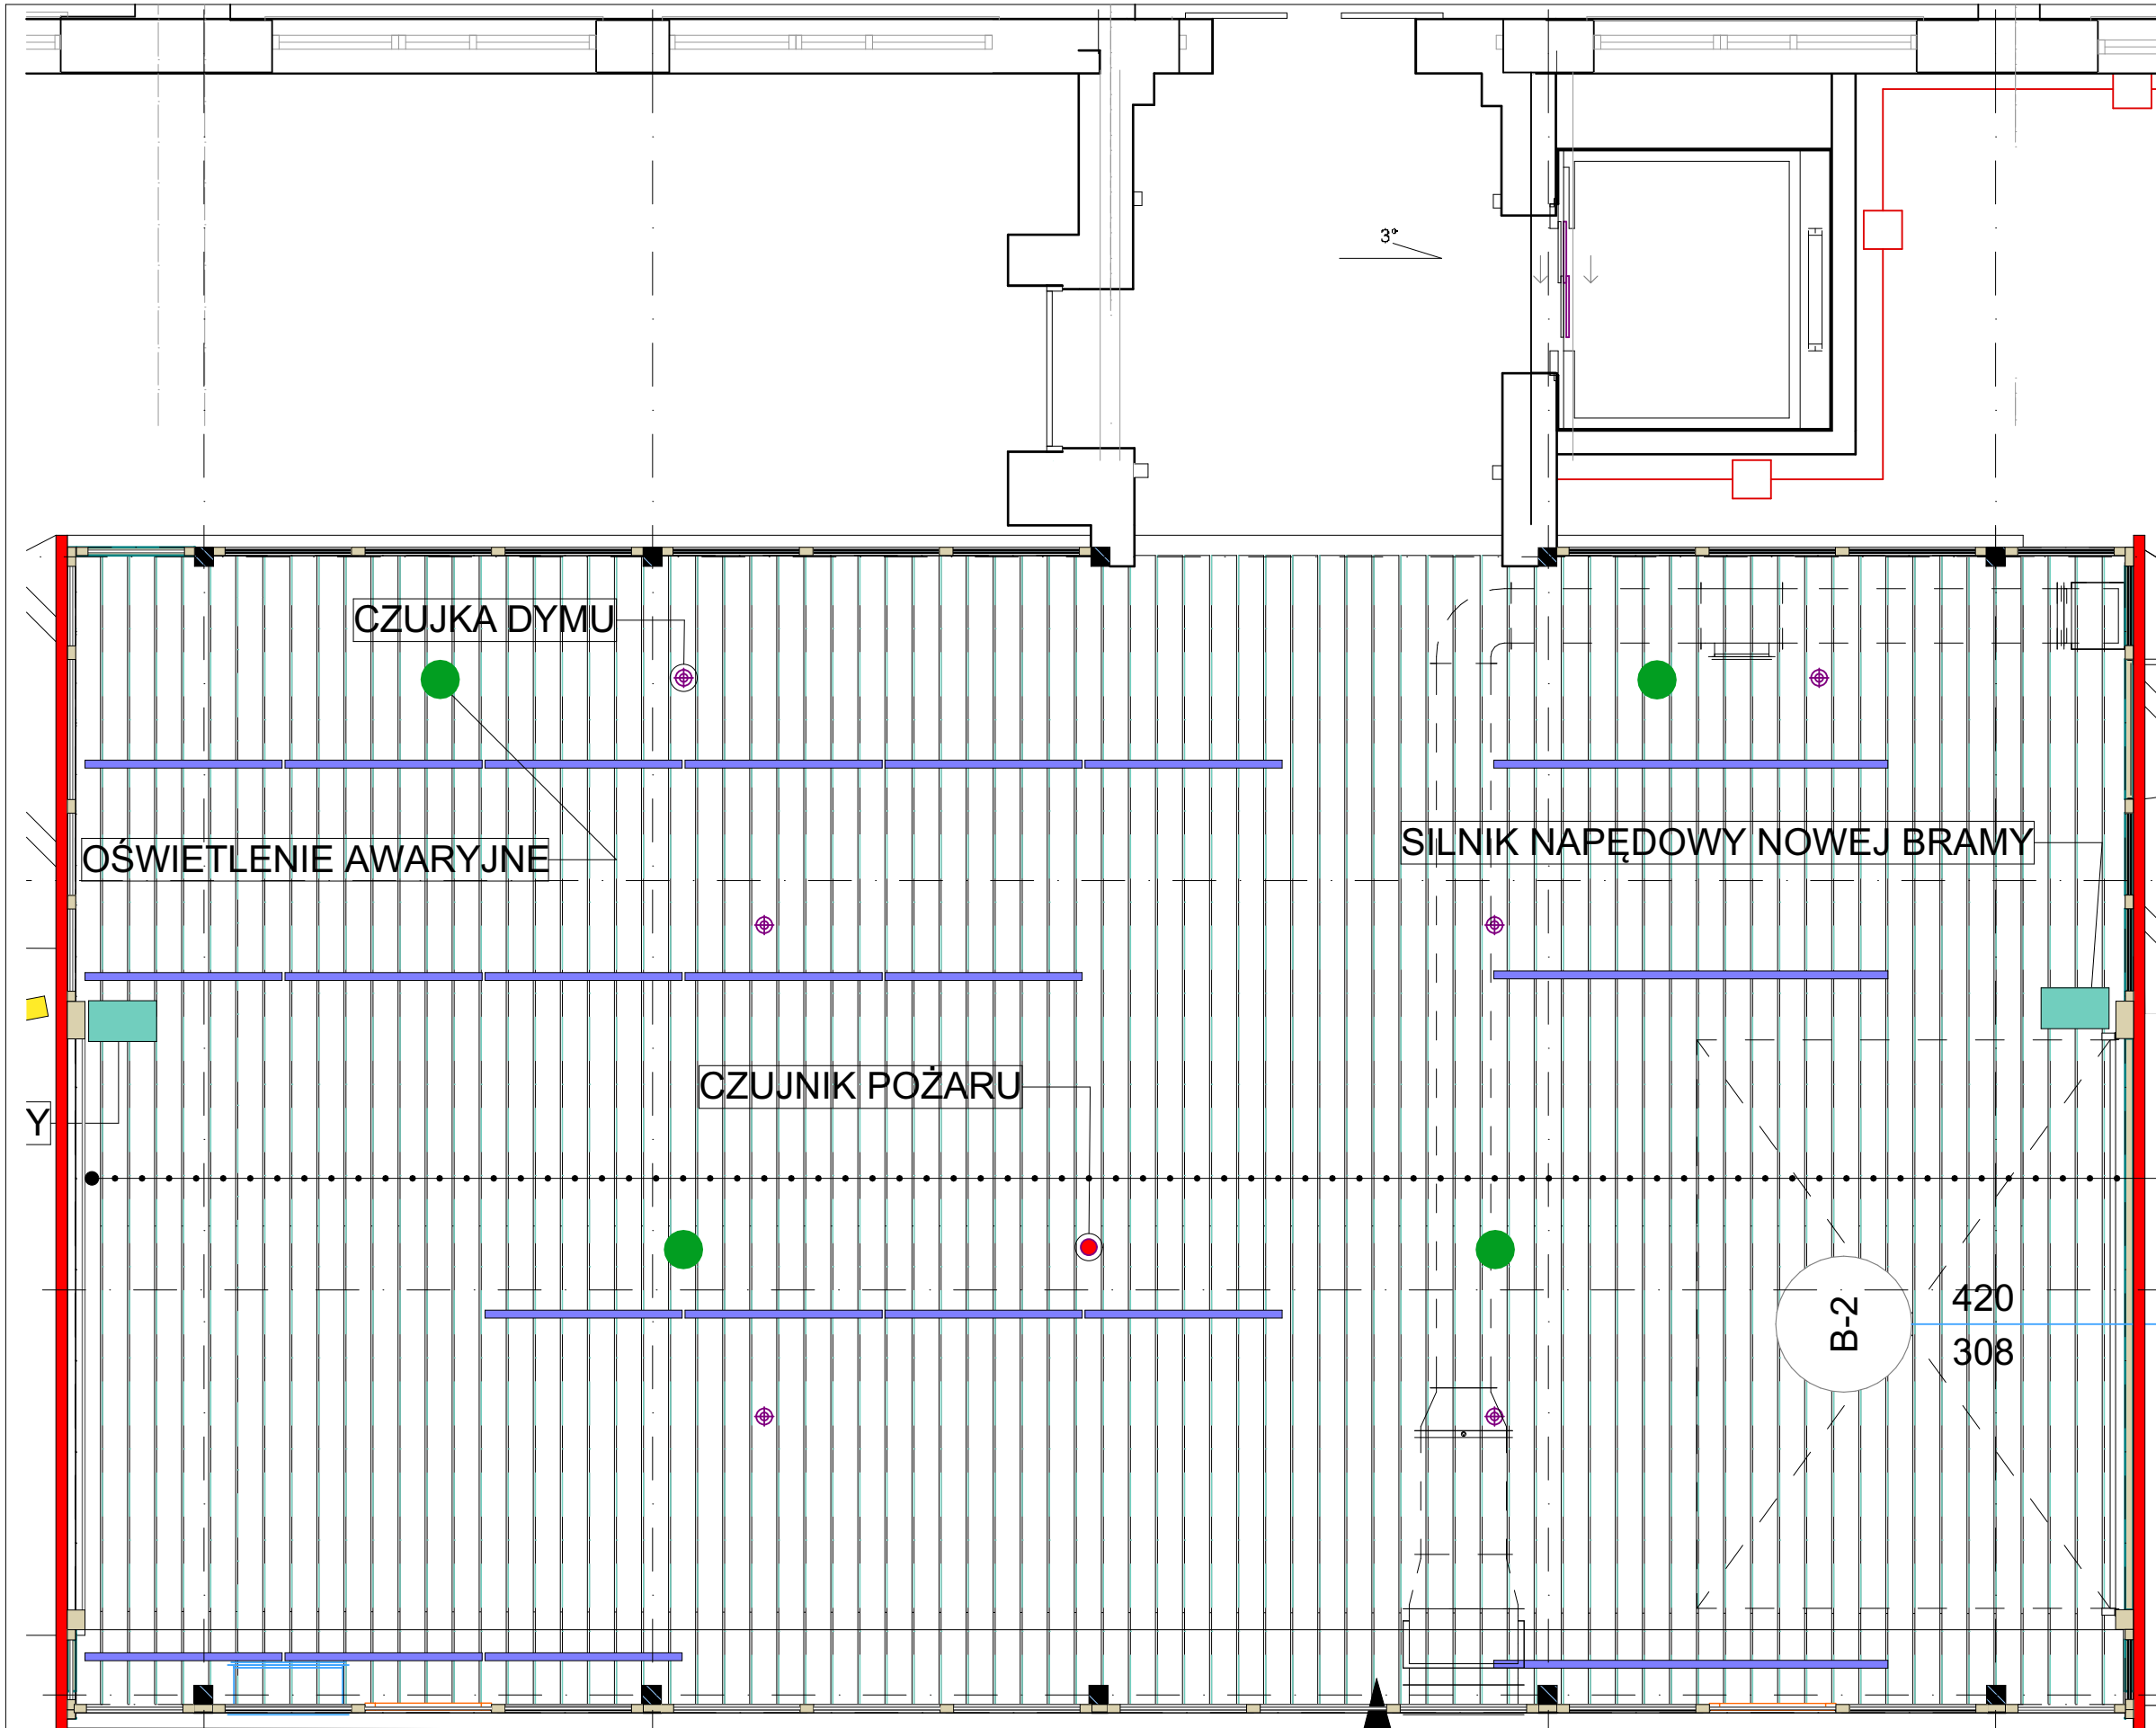 3°
CZUJKA DYMU
OŚWIETLENIE AWARYJNE
SILNIK NAPĘDOWY NOWEJ BRAMY
CZUJNIK POŻARU
Y
B-2
420
308